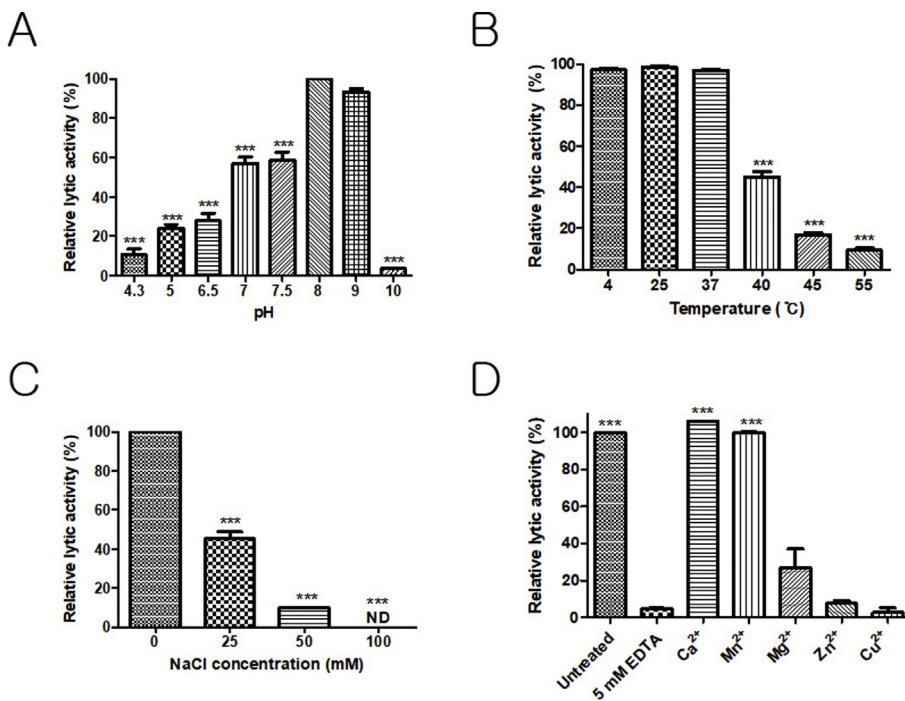 A
Relative lytic activity (%)
100
80
60
40
20
0
***
***
***
***
***
***
4.3 5 6.5 7 7.5 8 9 10
pH
B
Relative lytic activity (%)
100
80
60
40
20
0
***
***
***
4 25 37 40 45 55
Temperature (℃)
C
Relative lytic activity (%)
100
80
60
40
20
0
***
***
***
ND
0 25 50 100
NaCl concentration (mM)
D
Relative lytic activity (%)
100
80
60
40
20
0
***
***
***
Untreated
5 mM EDTA
Ca²⁺
Mn²⁺
Mg²⁺
Zn²⁺
Cu²⁺